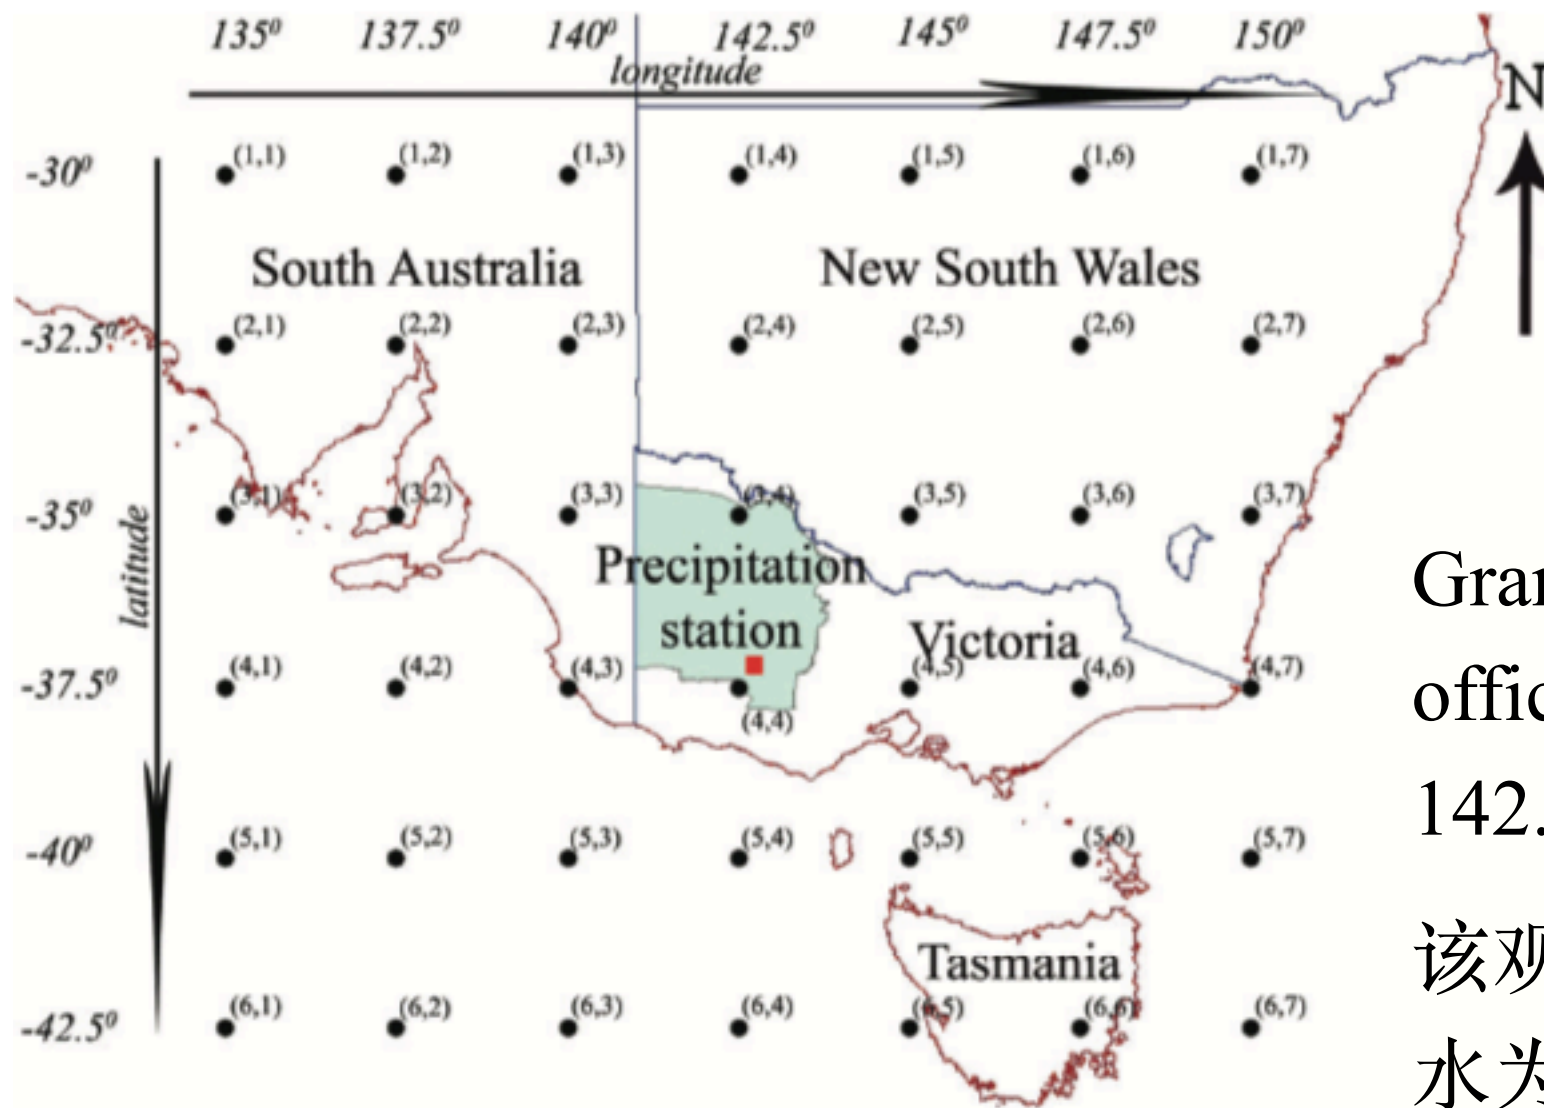 135⁰ 137.5⁰ 140⁰ 142.5⁰ 145⁰ 147.5⁰ 150⁰
longitude
N
-30⁰ (1,1) (1,2) (1,3) (1,4) (1,5) (1,6) (1,7)
South Australia New South Wales
-32.5⁰ (2,1) (2,2) (2,3) (2,4) (2,5) (2,6) (2,7)
-35⁰ (3,1) (3,2) (3,3) (3,4) (3,5) (3,6) (3,7)
latitude
Precipitation
station
Victoria
-37.5⁰ (4,1) (4,2) (4,3) (4,4) (4,5) (4,6) (4,7)
-40⁰ (5,1) (5,2) (5,3) (5,4) (5,5) (5,6) (5,7)
Tasmania
-42.5⁰ (6,1) (6,2) (6,3) (6,4) (6,5) (6,6) (6,7)
142.
该观
水为